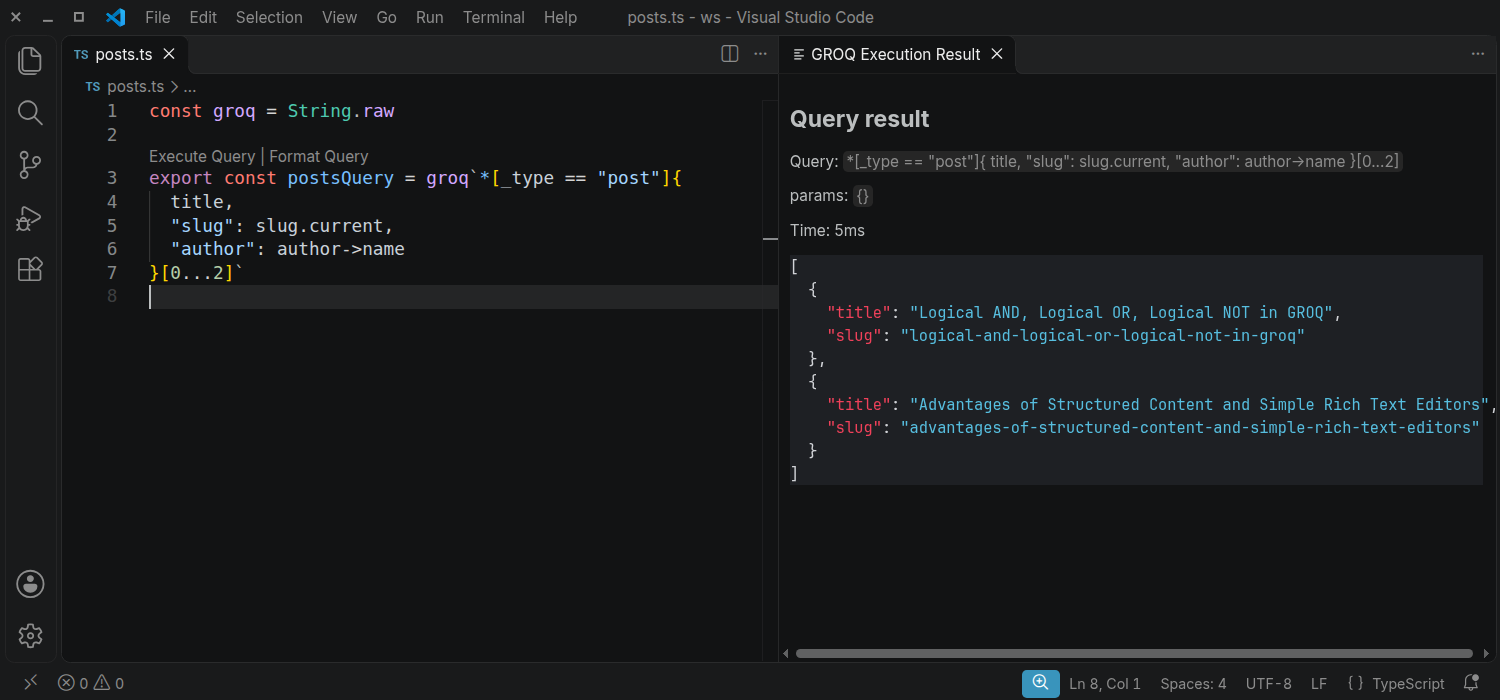 File Edit Selection View Go Run Terminal Help posts.ts - ws - Visual Studio Code
TS posts.ts
TS posts.ts > ...
1 const groq = String.raw
2
Execute Query | Format Query
3 export const postsQuery = groq`*[_type == "post"]{
4   title,
5   "slug": slug.current,
6   "author": author->name
7 }[0...2]`
8
GROQ Execution Result
Query result
Query: *[_type == "post"]{ title, "slug": slug.current, "author": author->name }[0...2]
params: {}
Time: 5ms
[
  {
    "title": "Logical AND, Logical OR, Logical NOT in GROQ",
    "slug": "logical-and-logical-or-logical-not-in-groq"
  },
  {
    "title": "Advantages of Structured Content and Simple Rich Text Editors",
    "slug": "advantages-of-structured-content-and-simple-rich-text-editors"
  }
]
0 0 Ln 8, Col 1 Spaces: 4 UTF-8 LF { } TypeScript